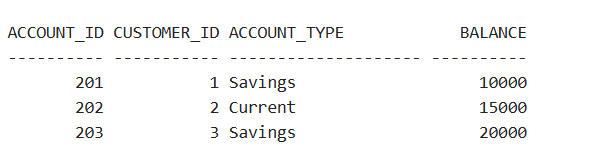 ACCOUNT_ID CUSTOMER_ID ACCOUNT_TYPE            BALANCE
---------- ----------- -------------------- ----------
       201           1 Savings                   10000
       202           2 Current                   15000
       203           3 Savings                   20000